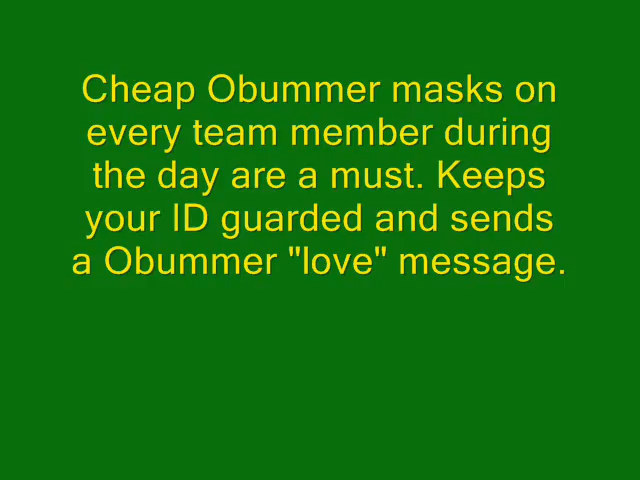 Cheap Obummer masks on
every team member during
the day are a must. Keeps
your ID guarded and sends
a Obummer "love" message.